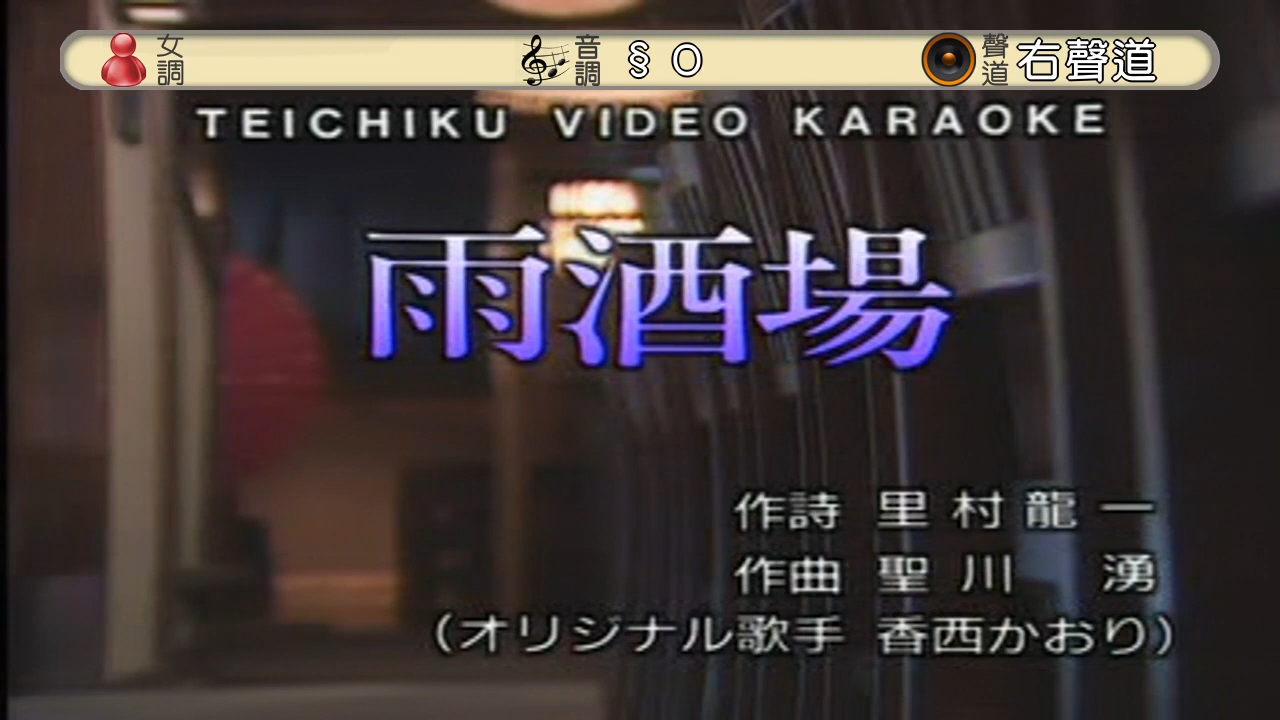 女調 音調 § 0 聲道 右聲道
TEICHIKU VIDEO KARAOKE
雨酒場
作詩 里村龍一
作曲 聖川 湧
(オリジナル歌手 香西かおり)